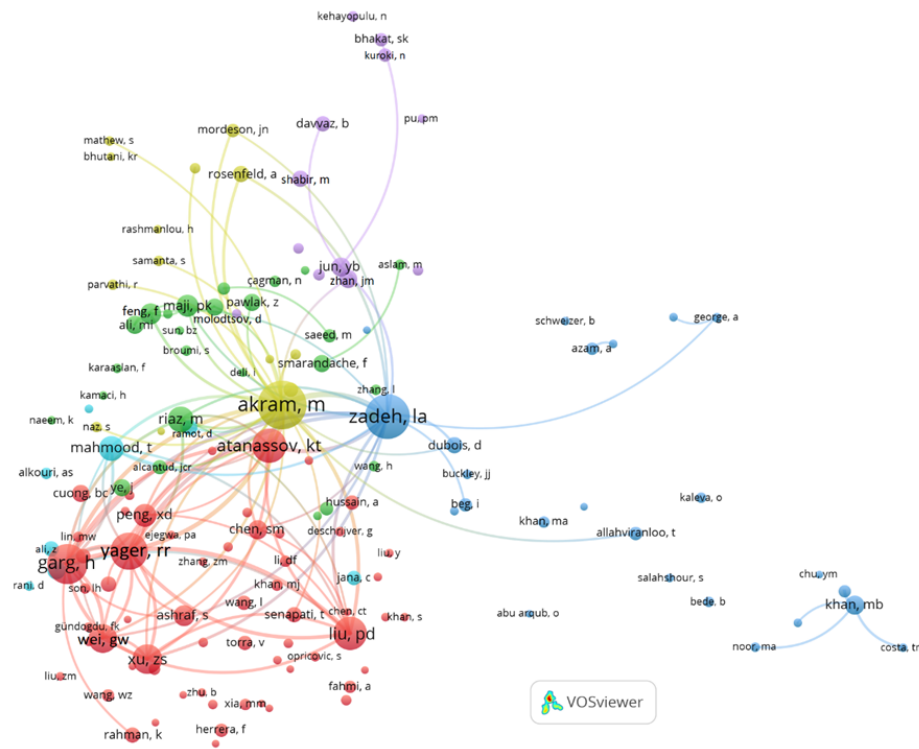 kehayopulu, n
bhakat, sk
kuroki, n
pu, pm
davvaz, b
mordeson, jn
mathew, s
bhutani, kr
rosenfeld, a
shabir, m
rashmanlou, h
samanta, s
jun, yb
aslam, m
zhan, jm
parvathi, r
çagman, n
feng, f
maji, pk
pawlak, z
molodtsov, d
ali, mi
sun, bz
saeed, m
schweizer, b
george, a
broumi, s
azam, a
smarandache, f
karaaslan, f
deli, i
zhang, l
kamaci, h
akram, m
zadeh, la
naeem, k
naz, s
riaz, m
ramot, d
mahmood, t
atanassov, kt
dubois, d
alkouri, as
alcantud, jcr
wang, h
buckley, jj
cuong, bc
ye, j
hussain, a
beg, i
kaleva, o
peng, xd
chen, sm
deschrijver, g
khan, ma
allahviranloo, t
lin, mw
ejegwa, pa
ali, z
yager, rr
liu, y
garg, h
zhang, zm
li, df
rani, d
son, lh
khan, mj
jana, c
salahshour, s
chu, ym
gündogdu, fk
ashraf, s
wang, l
senapati, t
chen, ct
khan, s
abu arqub, o
bede, b
khan, mb
wei, gw
torra, v
liu, pd
noor, ma
costa, tm
xu, zs
opricovic, s
liu, zm
wang, wz
zhu, b
xia, mm
fahmi, a
rahman, k
herrera, f
VOSviewer